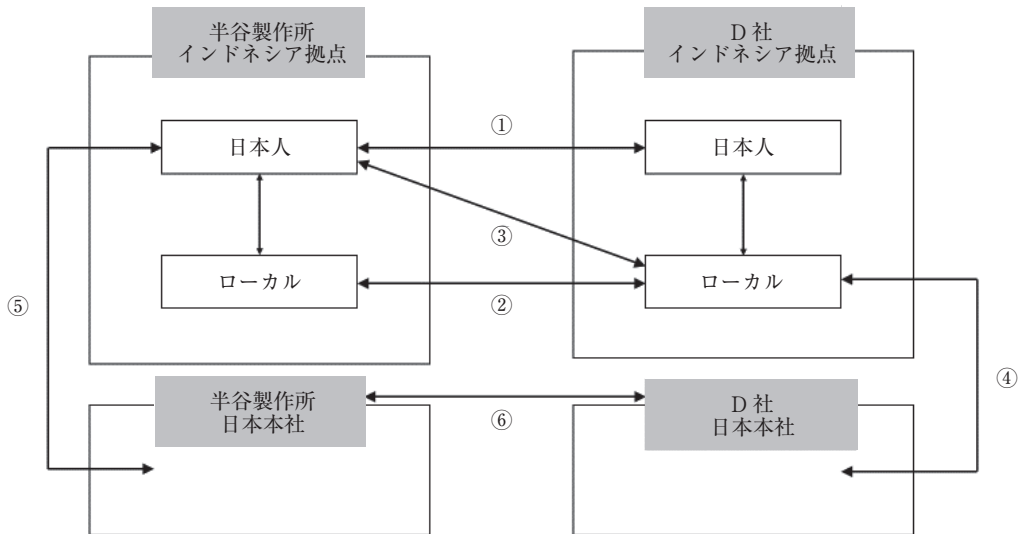 半谷製作所
インドネシア拠点
D 社
インドネシア拠点
①
日本人
日本人
③
ローカル
ローカル
②
⑤
④
半谷製作所
日本本社
D 社
日本本社
⑥